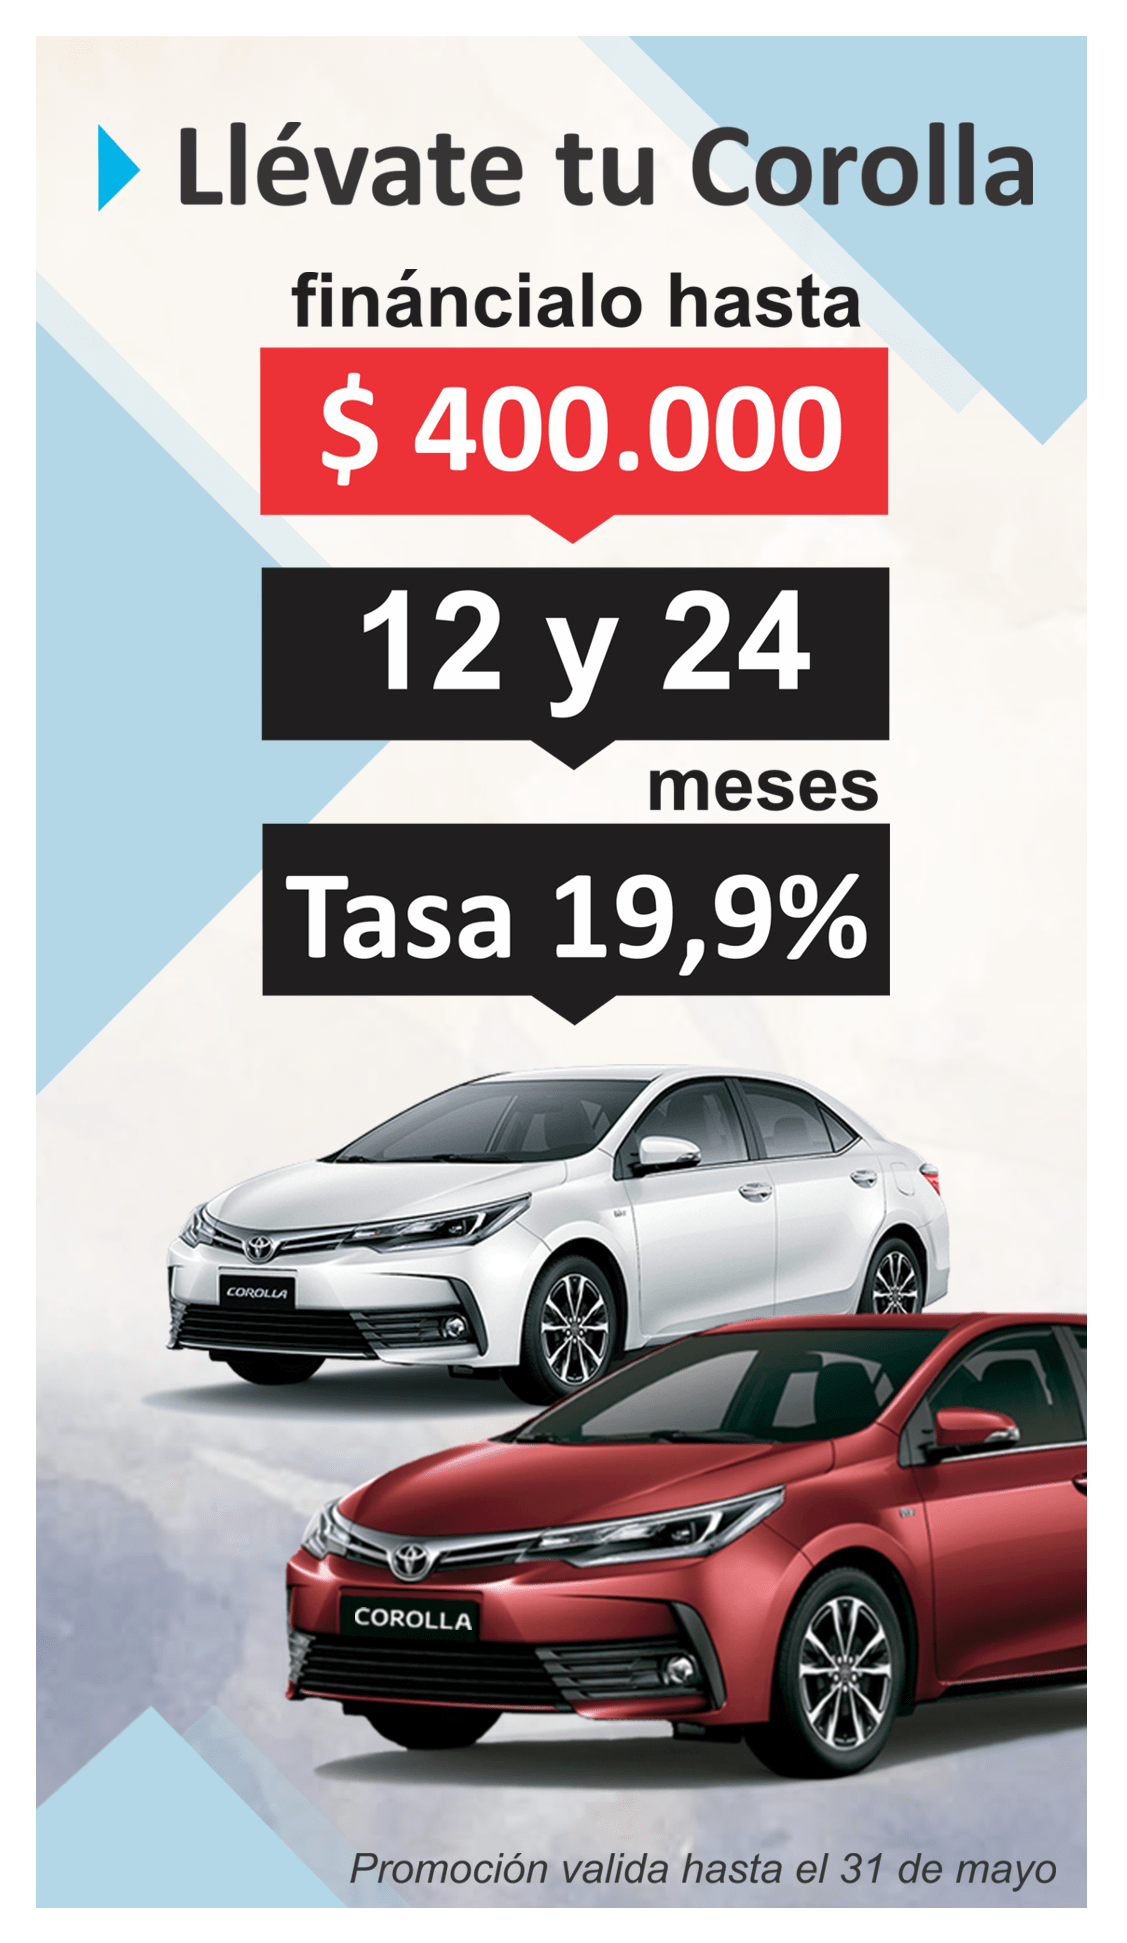 Llévate tu Corolla
fináncialo hasta
$ 400.000
12 y 24
meses
Tasa 19,9%
COROLLA
COROLLA
Promoción valida hasta el 31 de mayo